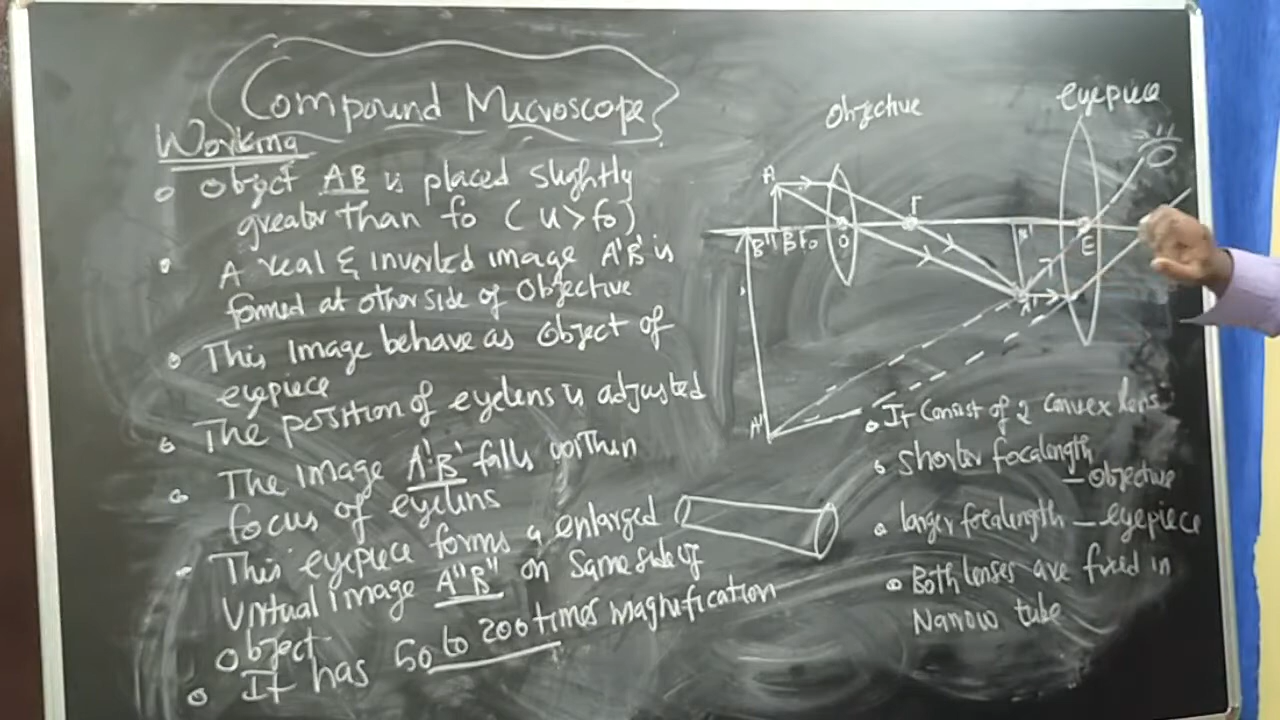 Compound Microscope
Working
Object AB is placed slightly
greater than fo (u > fo)
A real & inverted image A'B' is
formed at other side of Objective
This Image behave as Object of
eyepiece
The position of eyelens is adjusted
The Image A'B' falls within
focus of eyelens
This eyepiece forms a enlarged
Virtual image A"B" on Same side of
object
It has 50 to 200 times magnification
Objective
eyepiece
A
F
B" B Fo O
E
A'
A"
It Consist of 2 Convex lens
Shorter focalength
– Objective
larger focalength – eyepiece
Both lenses are fixed in
Narrow tube